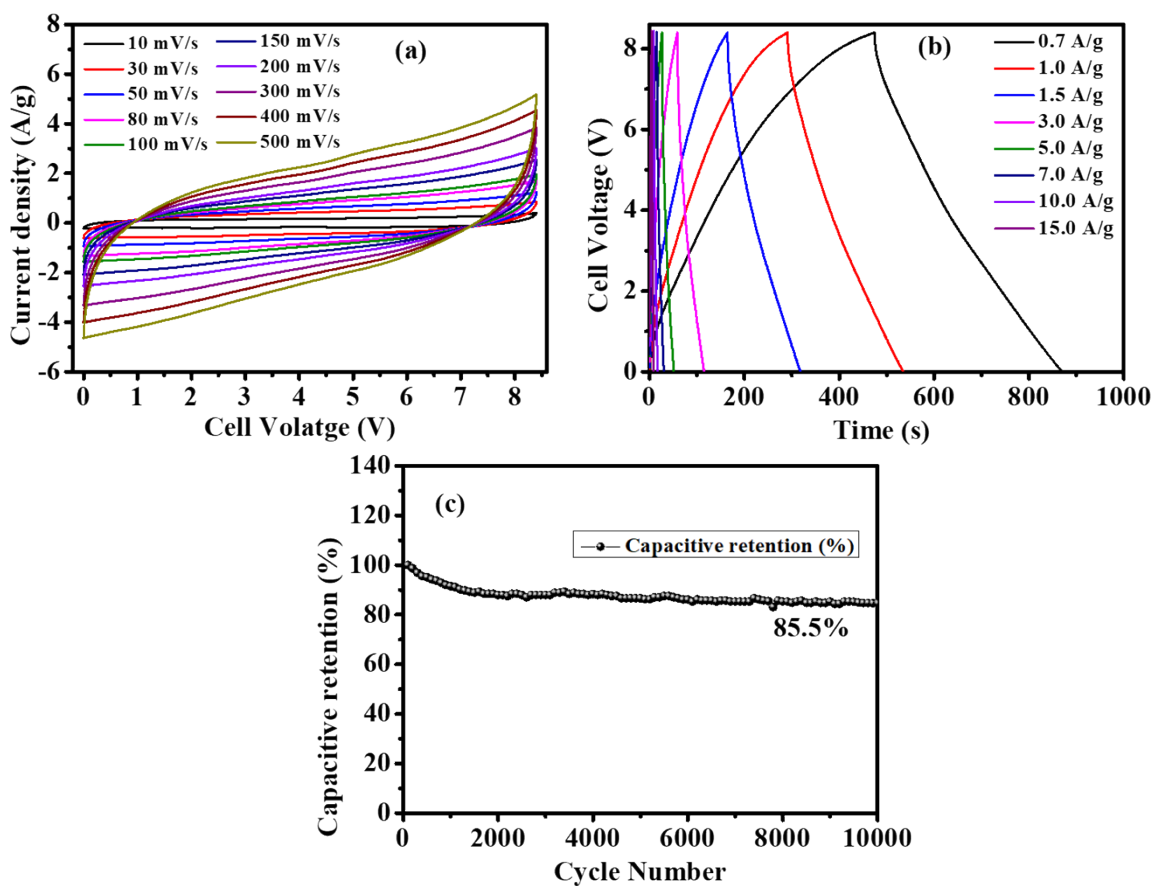 (a)
10 mV/s
30 mV/s
50 mV/s
80 mV/s
100 mV/s
150 mV/s
200 mV/s
300 mV/s
400 mV/s
500 mV/s
Current density (A/g)
8
6
4
2
0
-2
-4
-6
0 1 2 3 4 5 6 7 8
Cell Volatge (V)
(b)
0.7 A/g
1.0 A/g
1.5 A/g
3.0 A/g
5.0 A/g
7.0 A/g
10.0 A/g
15.0 A/g
Cell Voltage (V)
8
6
4
2
0
0 200 400 600 800 1000
Time (s)
(c)
Capacitive retention (%)
85.5%
Capacitive retention (%)
140
120
100
80
60
40
20
0
0 2000 4000 6000 8000 10000
Cycle Number